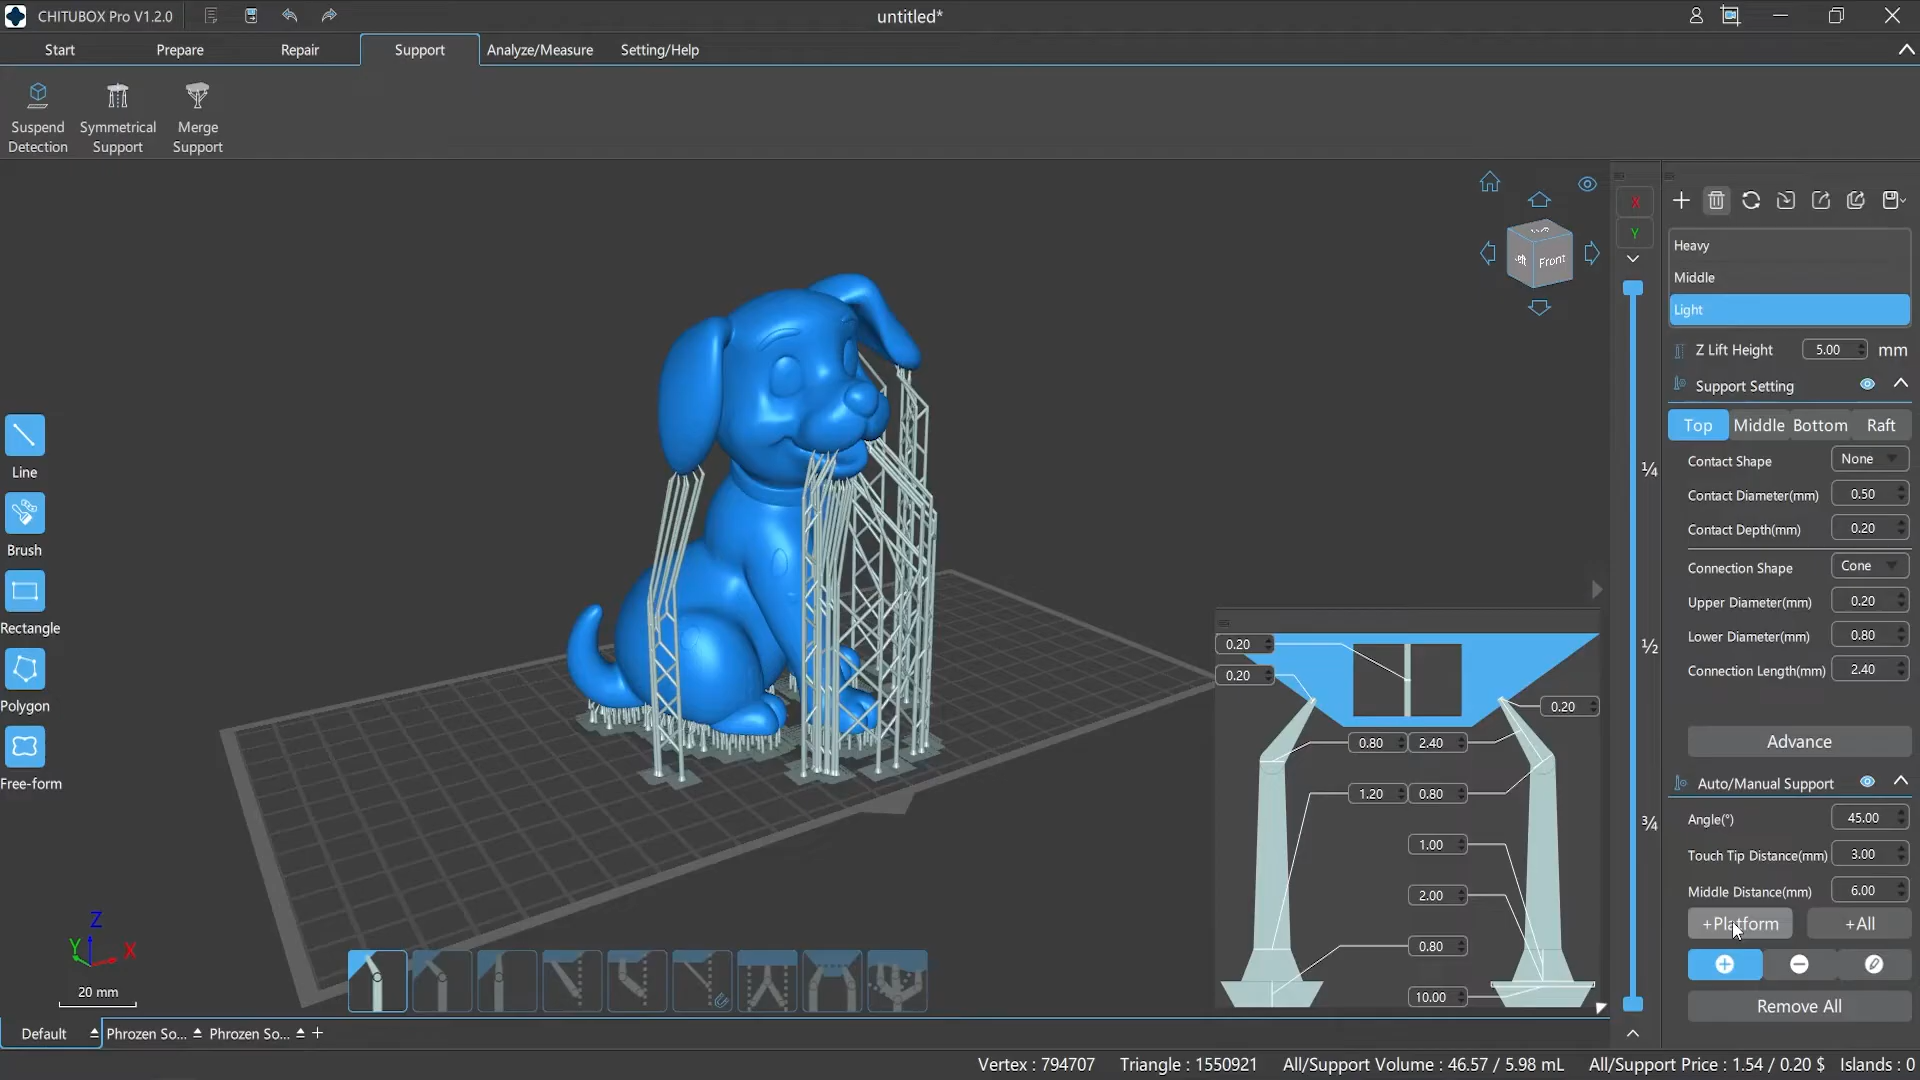 CHITUBOX Pro V1.2.0
untitled*
Start
Prepare
Repair
Support
Analyze/Measure
Setting/Help
Suspend Detection
Symmetrical Support
Merge Support
Line
Brush
Rectangle
Polygon
Free-form
Front
X
Y
¼
½
¾
Heavy
Middle
Light
Z Lift Height 5.00 mm
Support Setting
Top Middle Bottom Raft
Contact Shape None
Contact Diameter(mm) 0.50
Contact Depth(mm) 0.20
Connection Shape Cone
Upper Diameter(mm) 0.20
Lower Diameter(mm) 0.80
Connection Length(mm) 2.40
Advance
Auto/Manual Support
Angle(°) 45.00
Touch Tip Distance(mm) 3.00
Middle Distance(mm) 6.00
+Platform +All
Remove All
0.20
0.20
0.20
0.80 2.40
1.20 0.80
1.00
2.00
0.80
10.00
Z
Y X
20 mm
Default Phrozen So... Phrozen So... +
Vertex : 794707 Triangle : 1550921 All/Support Volume : 46.57 / 5.98 mL All/Support Price : 1.54 / 0.20 $ Islands : 0